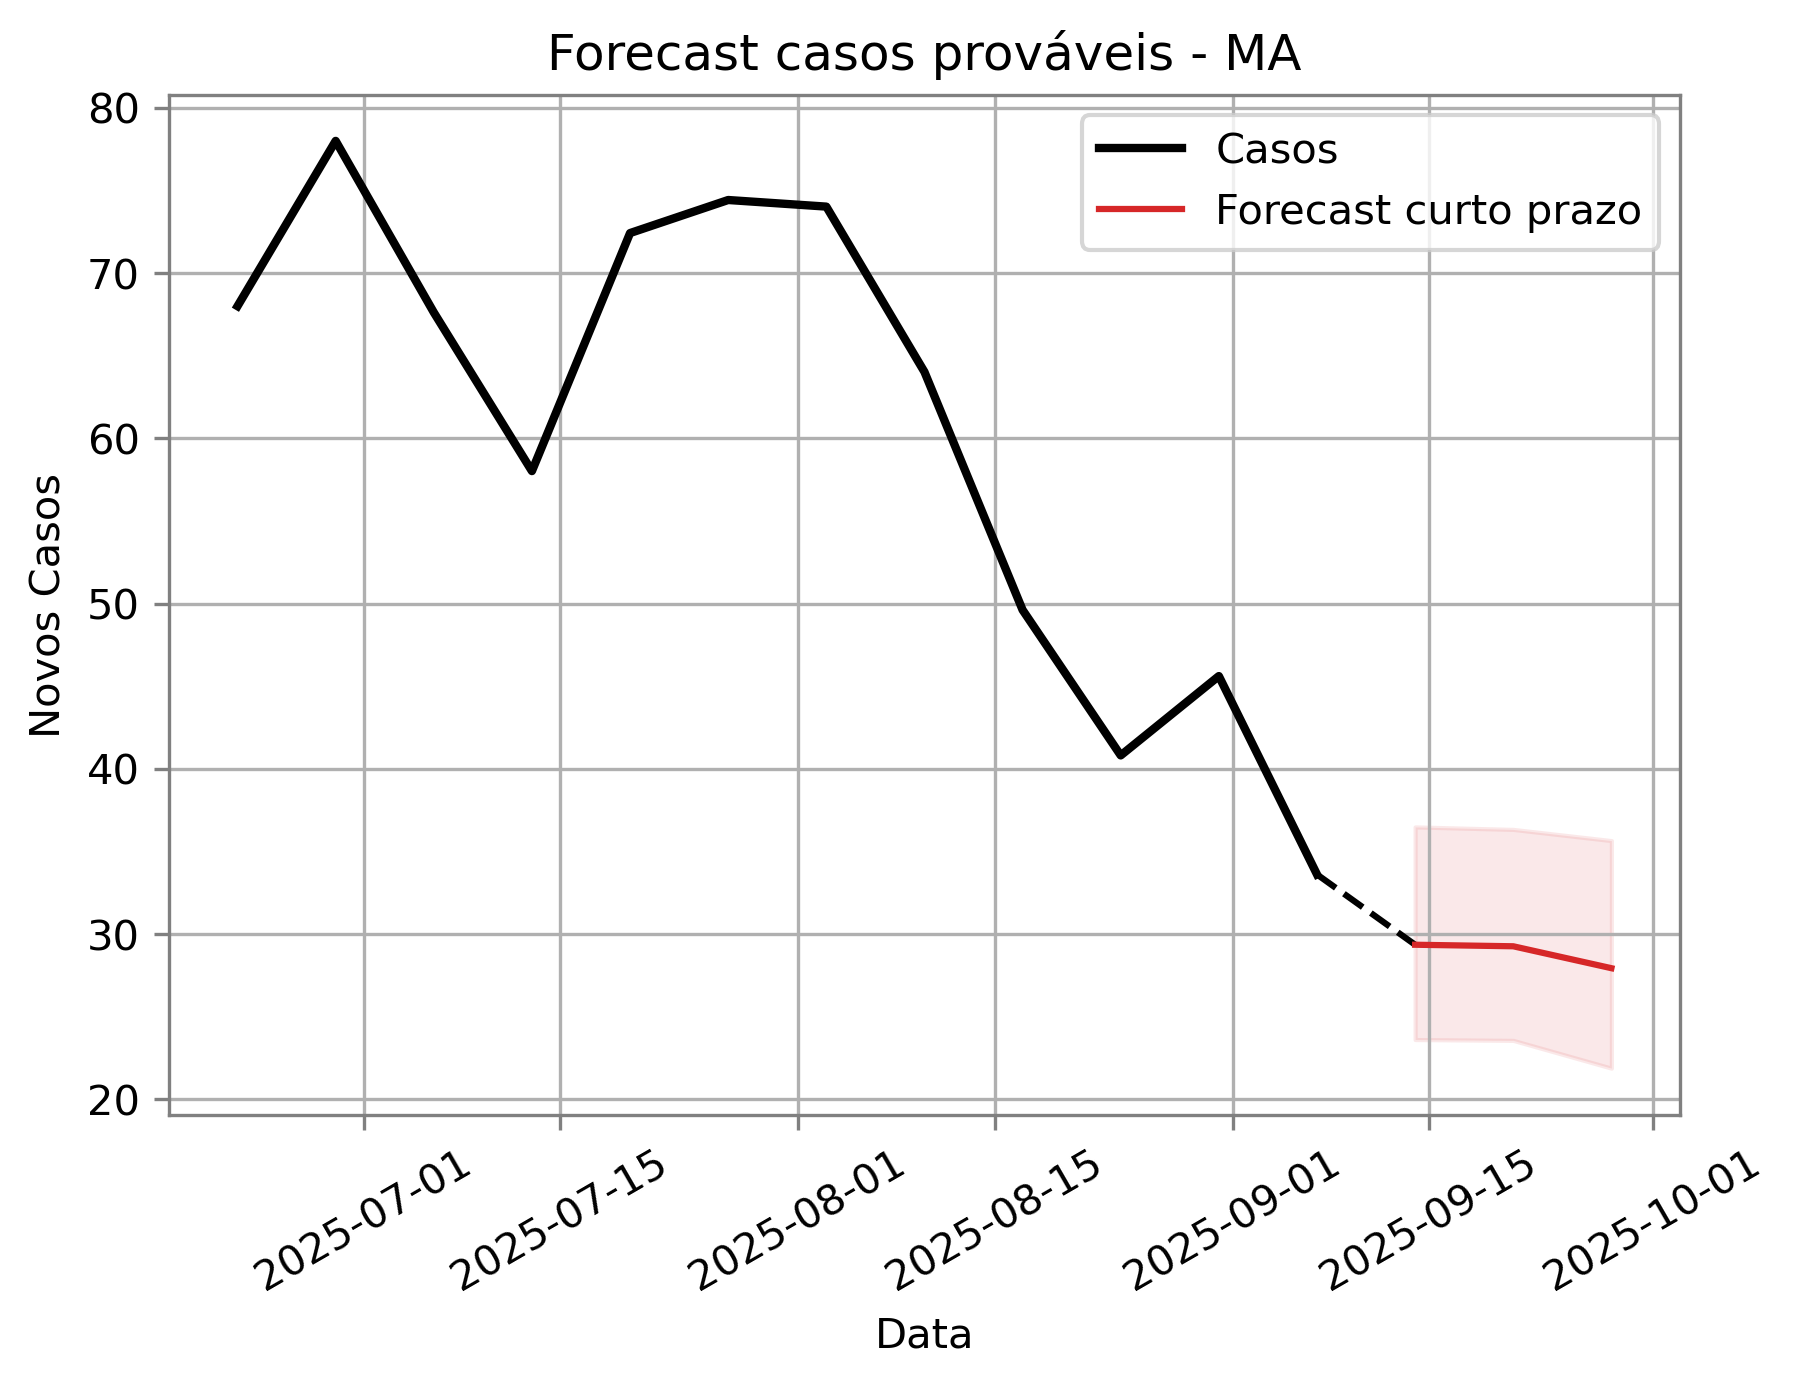 Forecast casos prováveis - MA
Casos
Forecast curto prazo
Novos Casos
80
70
60
50
40
30
20
2025-07-01
2025-07-15
2025-08-01
2025-08-15
2025-09-01
2025-09-15
2025-10-01
Data